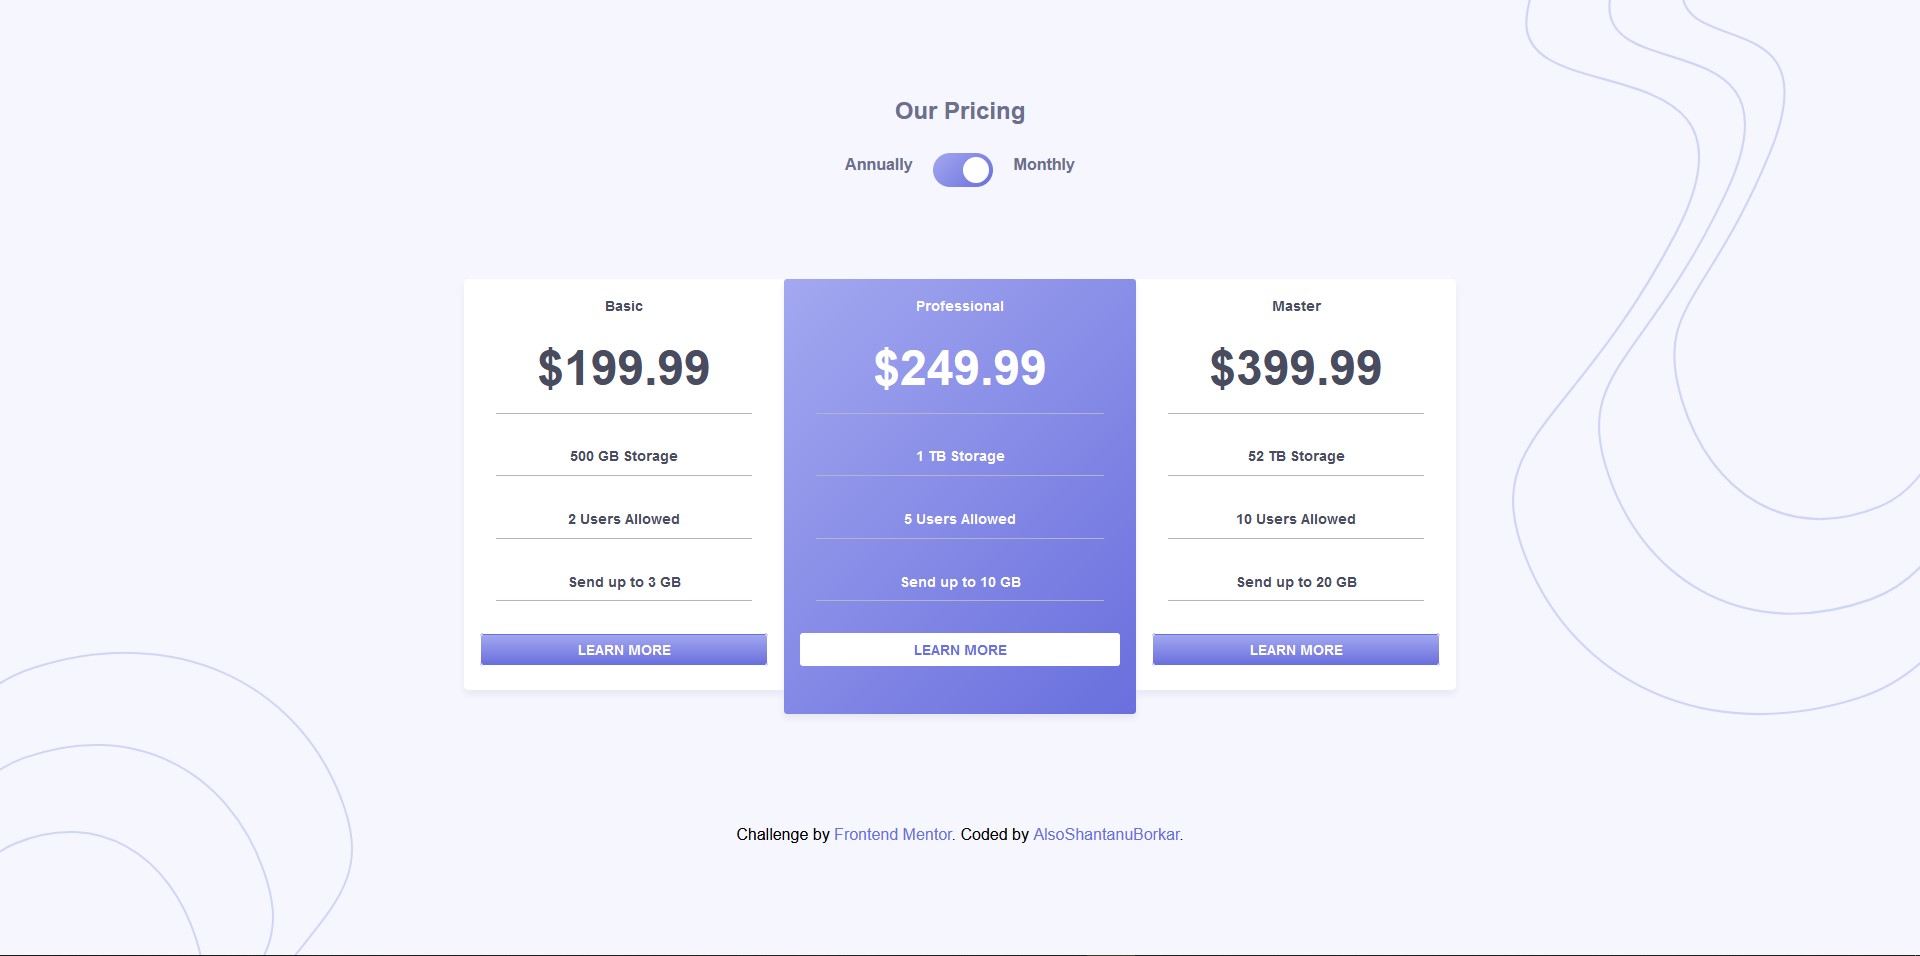 Our Pricing
Annually Monthly
Basic
$199.99
500 GB Storage
2 Users Allowed
Send up to 3 GB
LEARN MORE
Professional
$249.99
1 TB Storage
5 Users Allowed
Send up to 10 GB
LEARN MORE
Master
$399.99
52 TB Storage
10 Users Allowed
Send up to 20 GB
LEARN MORE
Challenge by Frontend Mentor. Coded by AlsoShantanuBorkar.